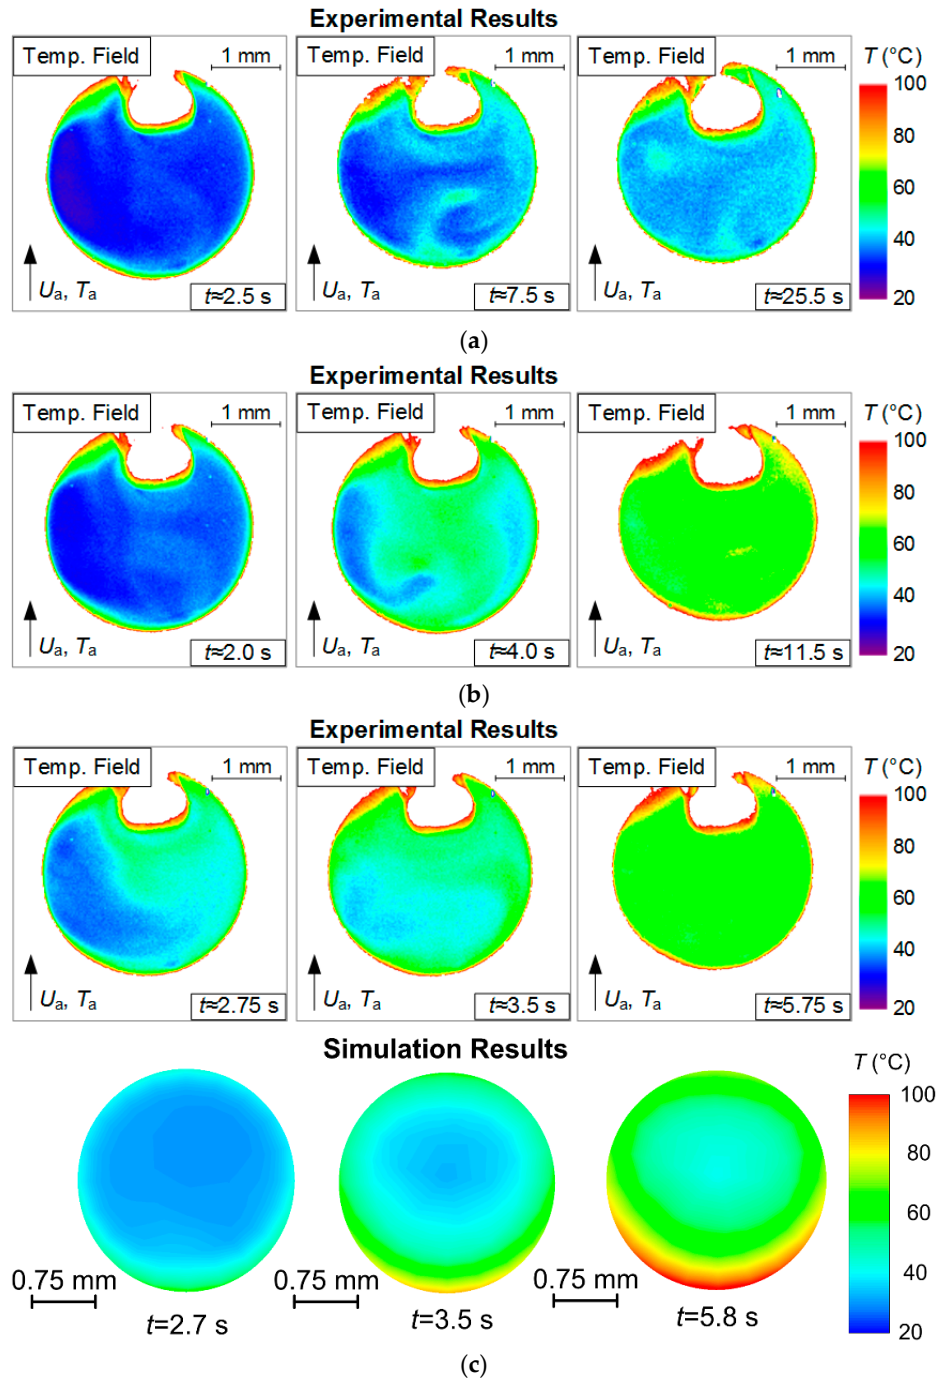 Experimental Results
Temp. Field 1 mm Temp. Field 1 mm Temp. Field 1 mm T (°C)
100
80
60
40
20
Uₐ, Tₐ t≈2.5 s Uₐ, Tₐ t≈7.5 s Uₐ, Tₐ t≈25.5 s
(a)
Experimental Results
Temp. Field 1 mm Temp. Field 1 mm Temp. Field 1 mm T (°C)
100
80
60
40
20
Uₐ, Tₐ t≈2.0 s Uₐ, Tₐ t≈4.0 s Uₐ, Tₐ t≈11.5 s
(b)
Experimental Results
Temp. Field 1 mm Temp. Field 1 mm Temp. Field 1 mm T (°C)
100
80
60
40
20
Uₐ, Tₐ t≈2.75 s Uₐ, Tₐ t≈3.5 s Uₐ, Tₐ t≈5.75 s
Simulation Results
T (°C)
100
80
60
40
20
0.75 mm 0.75 mm 0.75 mm
t=2.7 s t=3.5 s t=5.8 s
(c)